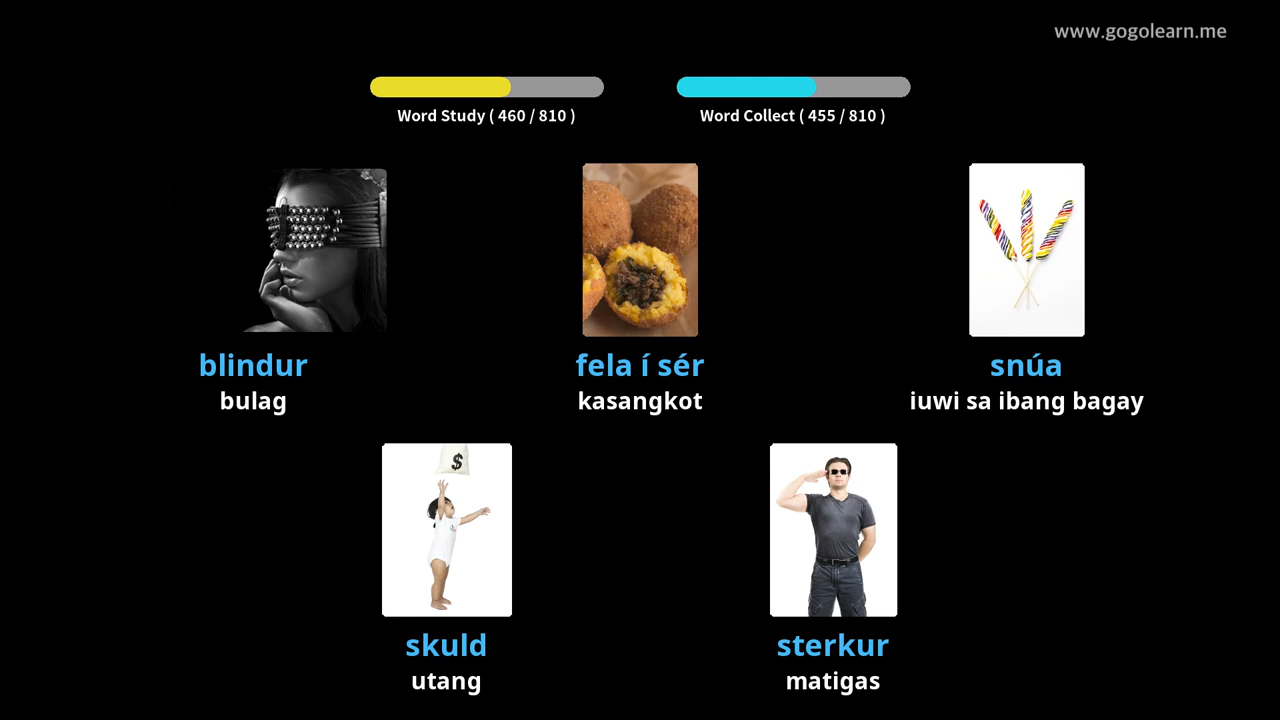 www.gogolearn.me
Word Study ( 460 / 810 )
Word Collect ( 455 / 810 )
blindur
bulag
fela í sér
kasangkot
snúa
iuwi sa ibang bagay
$
skuld
utang
sterkur
matigas